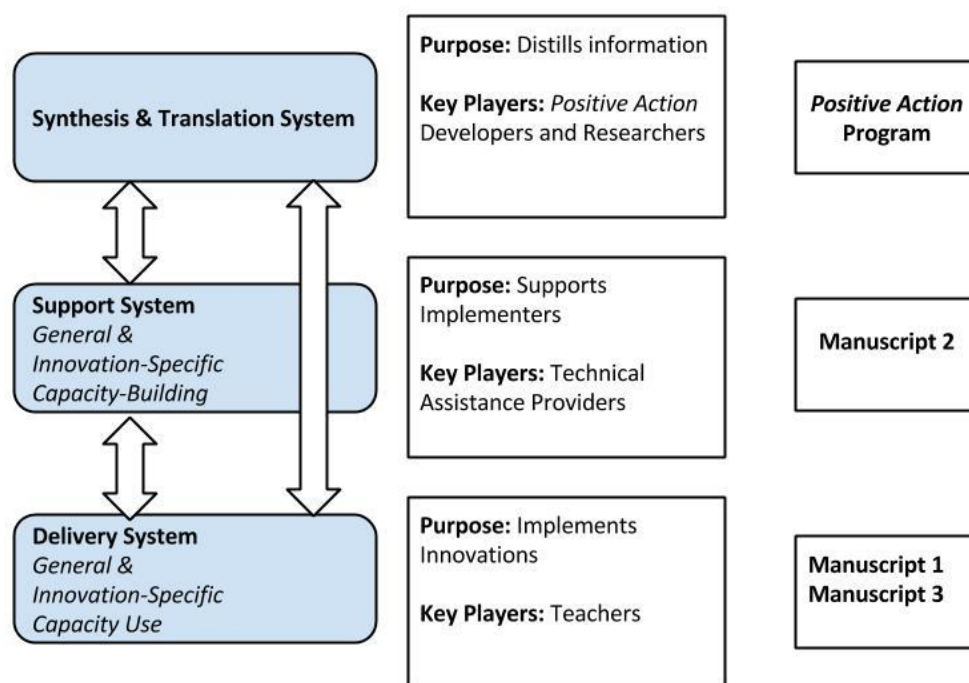 Synthesis & Translation System
Purpose: Distills information
Key Players: Positive Action
Developers and Researchers
Positive Action
Program
Support System
General &
Innovation-Specific
Capacity-Building
Purpose: Supports
Implementers
Key Players: Technical
Assistance Providers
Manuscript 2
Delivery System
General &
Innovation-Specific
Capacity Use
Purpose: Implements
Innovations
Key Players: Teachers
Manuscript 1
Manuscript 3